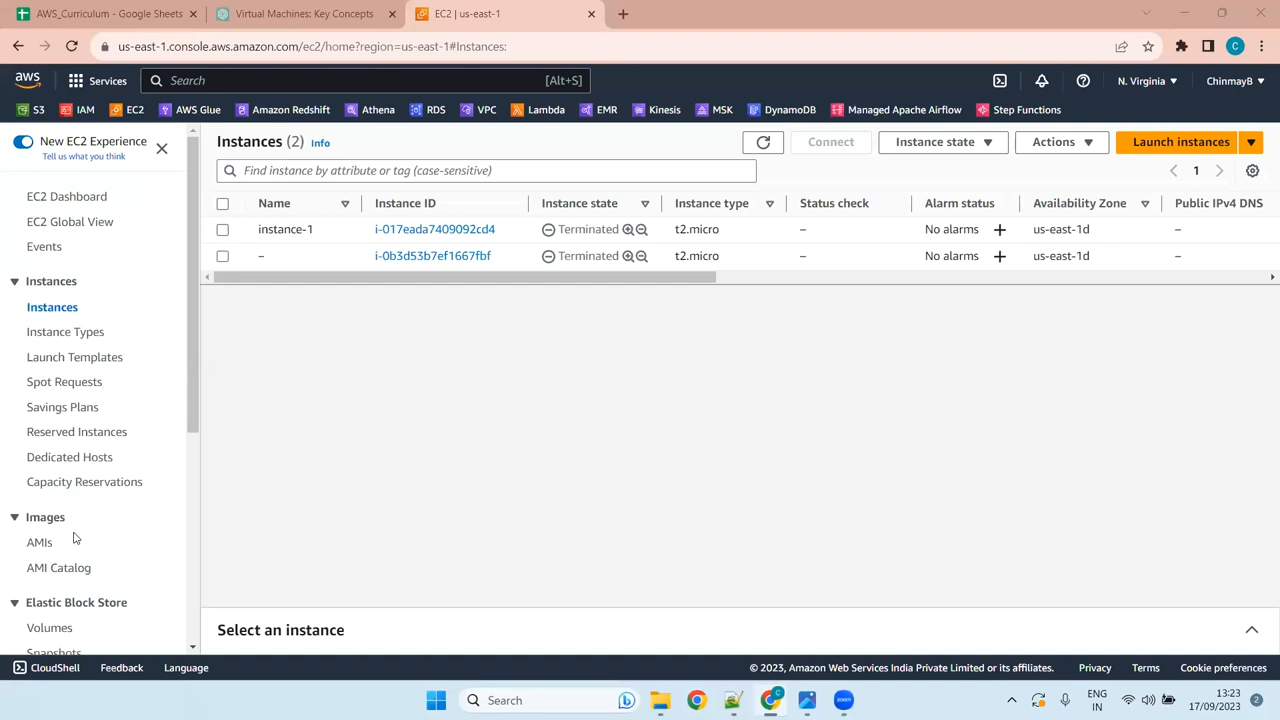 AWS_Curriculum - Google Sheets
Virtual Machines: Key Concepts
EC2 | us-east-1
us-east-1.console.aws.amazon.com/ec2/home?region=us-east-1#Instances:
C
aws
Services
Search
[Alt+S]
N. Virginia
ChinmayB
S3
IAM
EC2
AWS Glue
Amazon Redshift
Athena
RDS
VPC
Lambda
EMR
Kinesis
MSK
DynamoDB
Managed Apache Airflow
Step Functions
New EC2 Experience
Tell us what you think
EC2 Dashboard
EC2 Global View
Events
Instances
Instances
Instance Types
Launch Templates
Spot Requests
Savings Plans
Reserved Instances
Dedicated Hosts
Capacity Reservations
Images
AMIs
AMI Catalog
Elastic Block Store
Volumes
Snapshots
Instances (2) Info
Connect
Instance state
Actions
Launch instances
Find instance by attribute or tag (case-sensitive)
1
Name Instance ID Instance state Instance type Status check Alarm status Availability Zone Public IPv4 DNS
instance-1 i-017eada7409092cd4 Terminated t2.micro – No alarms + us-east-1d –
– i-0b3d53b7ef1667fbf Terminated t2.micro – No alarms + us-east-1d –
Select an instance
CloudShell
Feedback
Language
© 2023, Amazon Web Services India Private Limited or its affiliates.
Privacy
Terms
Cookie preferences
Search
C
ENG
IN
13:23
17/09/2023
2